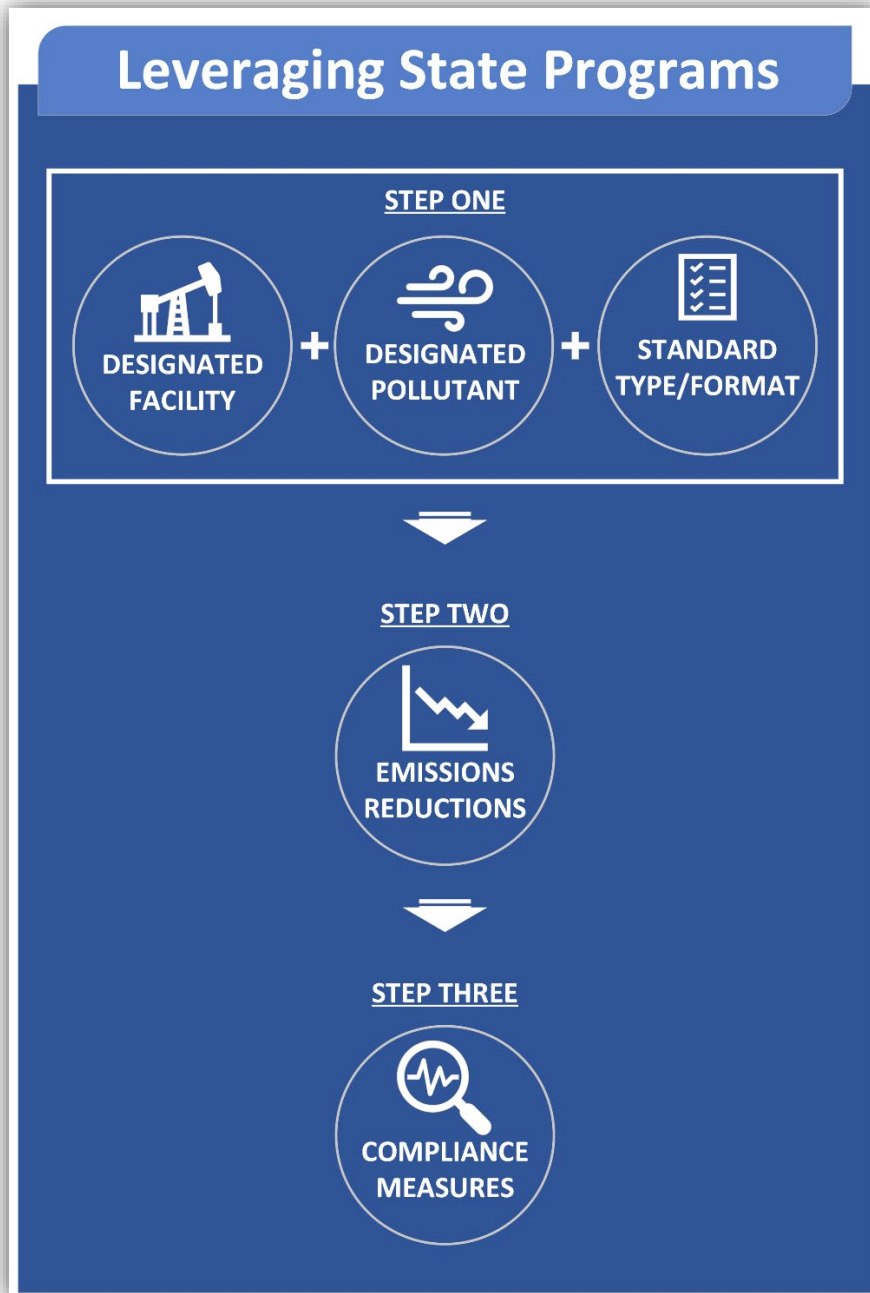 Leveraging State Programs
STEP ONE
DESIGNATED
FACILITY
+
DESIGNATED
POLLUTANT
+
STANDARD
TYPE/FORMAT
STEP TWO
EMISSIONS
REDUCTIONS
STEP THREE
COMPLIANCE
MEASURES